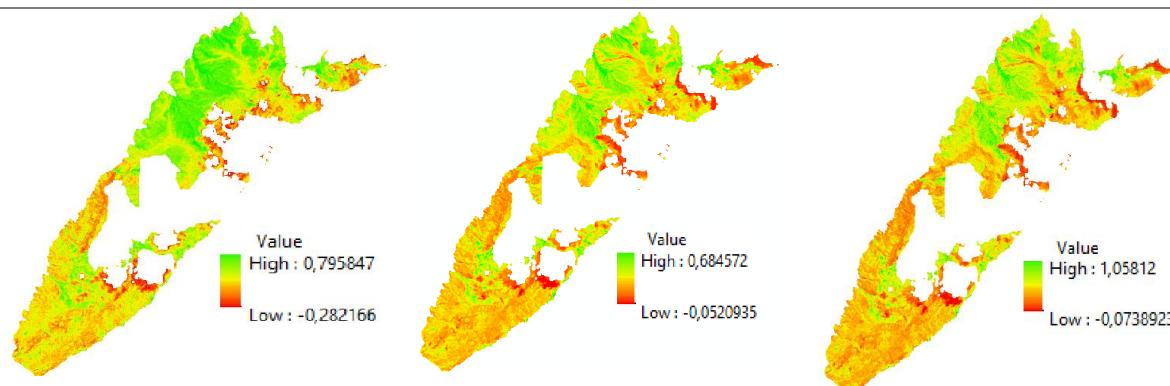 Value
High : 0,795847
Low : -0,282166
Value
High : 0,684572
Low : -0,0520935
Value
High : 1,05812
Low : -0,0738923